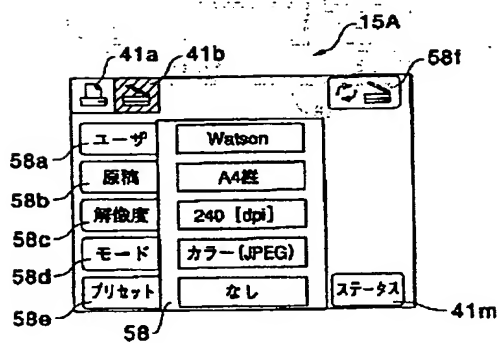 15A
41a 41b 58f
58a ユーザ Watson
58b 原稿 A4縦
58c 解像度 240 [dpi]
58d モード カラー(JPEG)
58e プリセット なし ステータス
58 41m